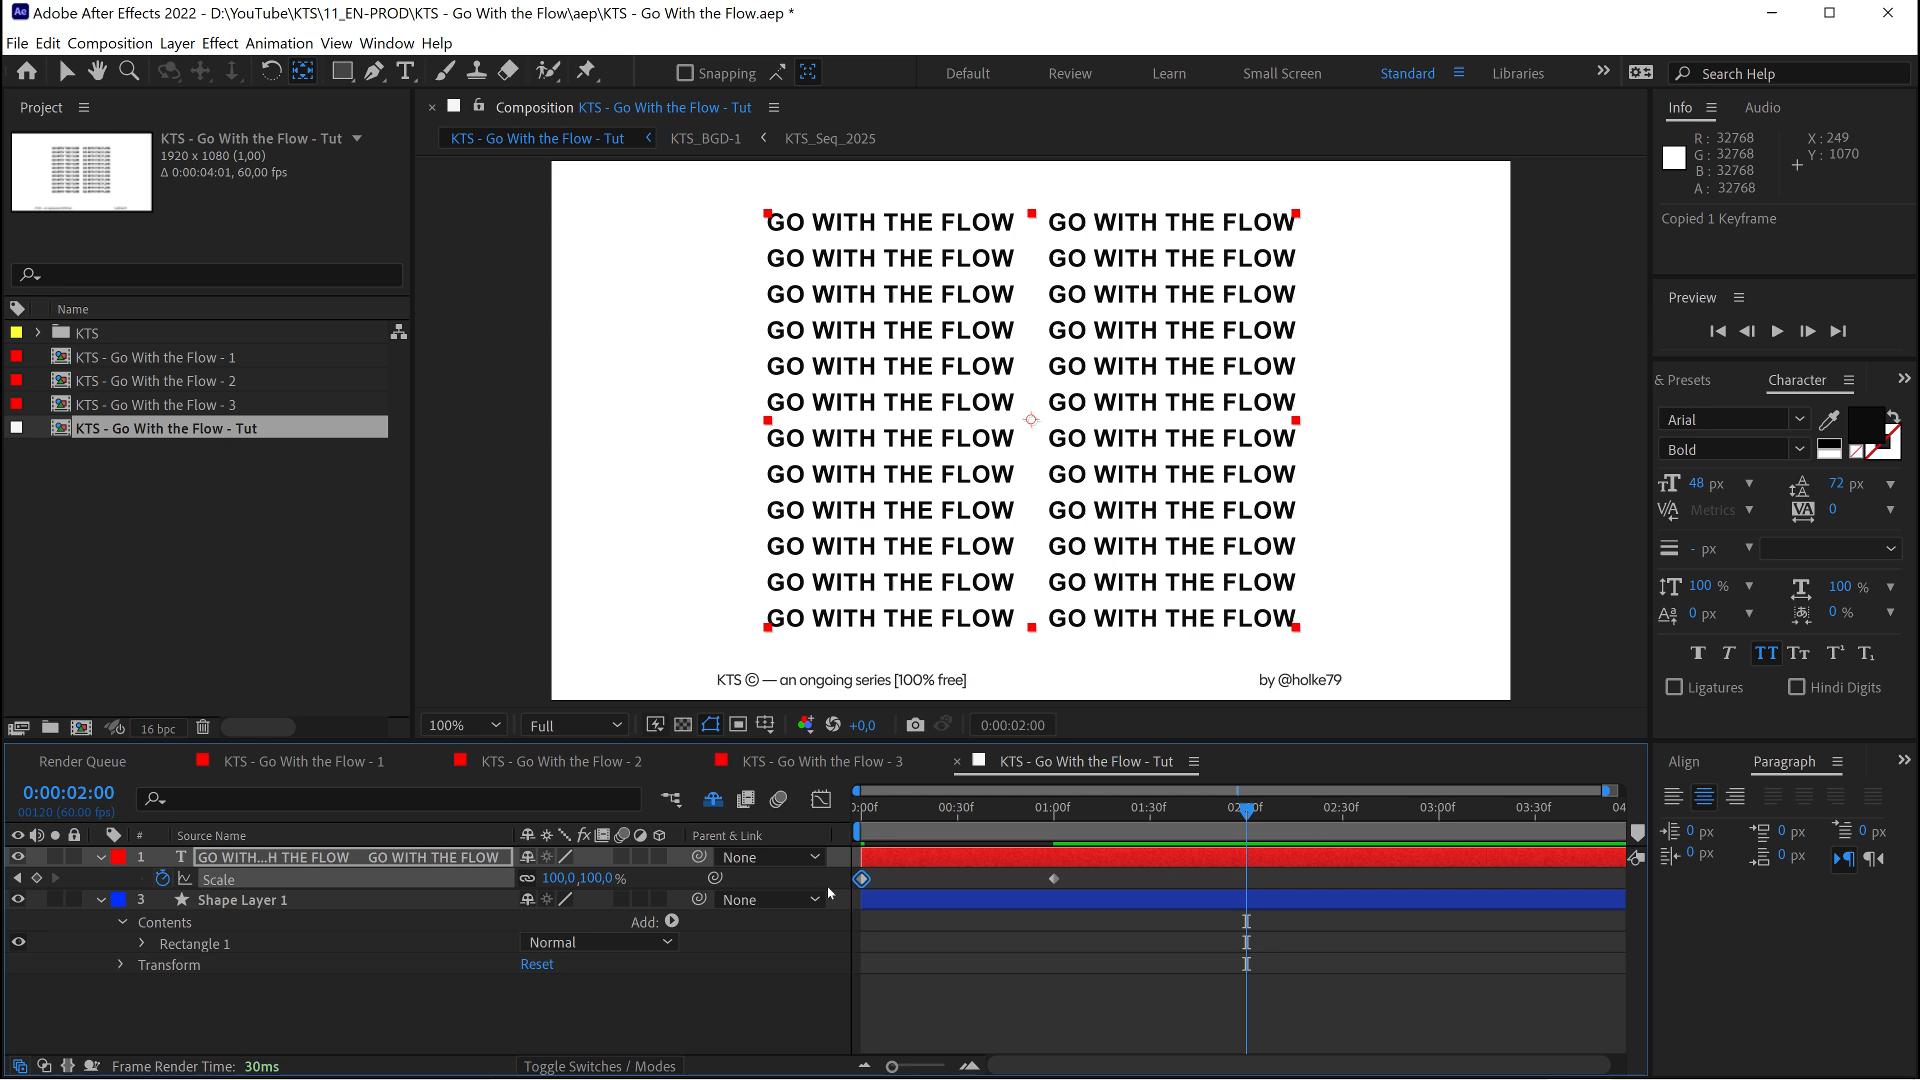 Adobe After Effects 2022 - D:\YouTube\KTS\11_EN-PROD\KTS - Go With the Flow\aep\KTS - Go With the Flow.aep *
File Edit Composition Layer Effect Animation View Window Help
Snapping
Default
Review
Learn
Small Screen
Standard
Libraries
Search Help
Project
KTS - Go With the Flow - Tut
1920 x 1080 (1,00)
Δ 0:00:04:01, 60,00 fps
Name
KTS
KTS - Go With the Flow - 1
KTS - Go With the Flow - 2
KTS - Go With the Flow - 3
KTS - Go With the Flow - Tut
16 bpc
Composition KTS - Go With the Flow - Tut
KTS - Go With the Flow - Tut
KTS_BGD-1
KTS_Seq_2025
GO WITH THE FLOW GO WITH THE FLOW
GO WITH THE FLOW GO WITH THE FLOW
GO WITH THE FLOW GO WITH THE FLOW
GO WITH THE FLOW GO WITH THE FLOW
GO WITH THE FLOW GO WITH THE FLOW
GO WITH THE FLOW GO WITH THE FLOW
GO WITH THE FLOW GO WITH THE FLOW
GO WITH THE FLOW GO WITH THE FLOW
GO WITH THE FLOW GO WITH THE FLOW
GO WITH THE FLOW GO WITH THE FLOW
GO WITH THE FLOW GO WITH THE FLOW
GO WITH THE FLOW GO WITH THE FLOW
KTS © — an ongoing series [100% free]
by @holke79
100%
Full
+0,0
0:00:02:00
Info
Audio
R: 32768
G: 32768
B: 32768
A: 32768
X: 249
Y: 1070
Copied 1 Keyframe
Preview
& Presets
Character
Arial
Bold
48 px
72 px
Metrics
0
- px
100 %
100 %
0 px
0 %
Ligatures
Hindi Digits
Align
Paragraph
0 px
0 px
0 px
0 px
0 px
Render Queue
KTS - Go With the Flow - 1
KTS - Go With the Flow - 2
KTS - Go With the Flow - 3
KTS - Go With the Flow - Tut
0:00:02:00
00120 (60.00 fps)
0:00f 00:30f 01:00f 01:30f 02:00f 02:30f 03:00f 03:30f 04
# Source Name
Parent & Link
1 T GO WITH...H THE FLOW GO WITH THE FLOW
None
Scale
100,0,100,0 %
3 Shape Layer 1
None
Contents
Add:
Rectangle 1
Normal
Transform
Reset
Frame Render Time: 30ms
Toggle Switches / Modes